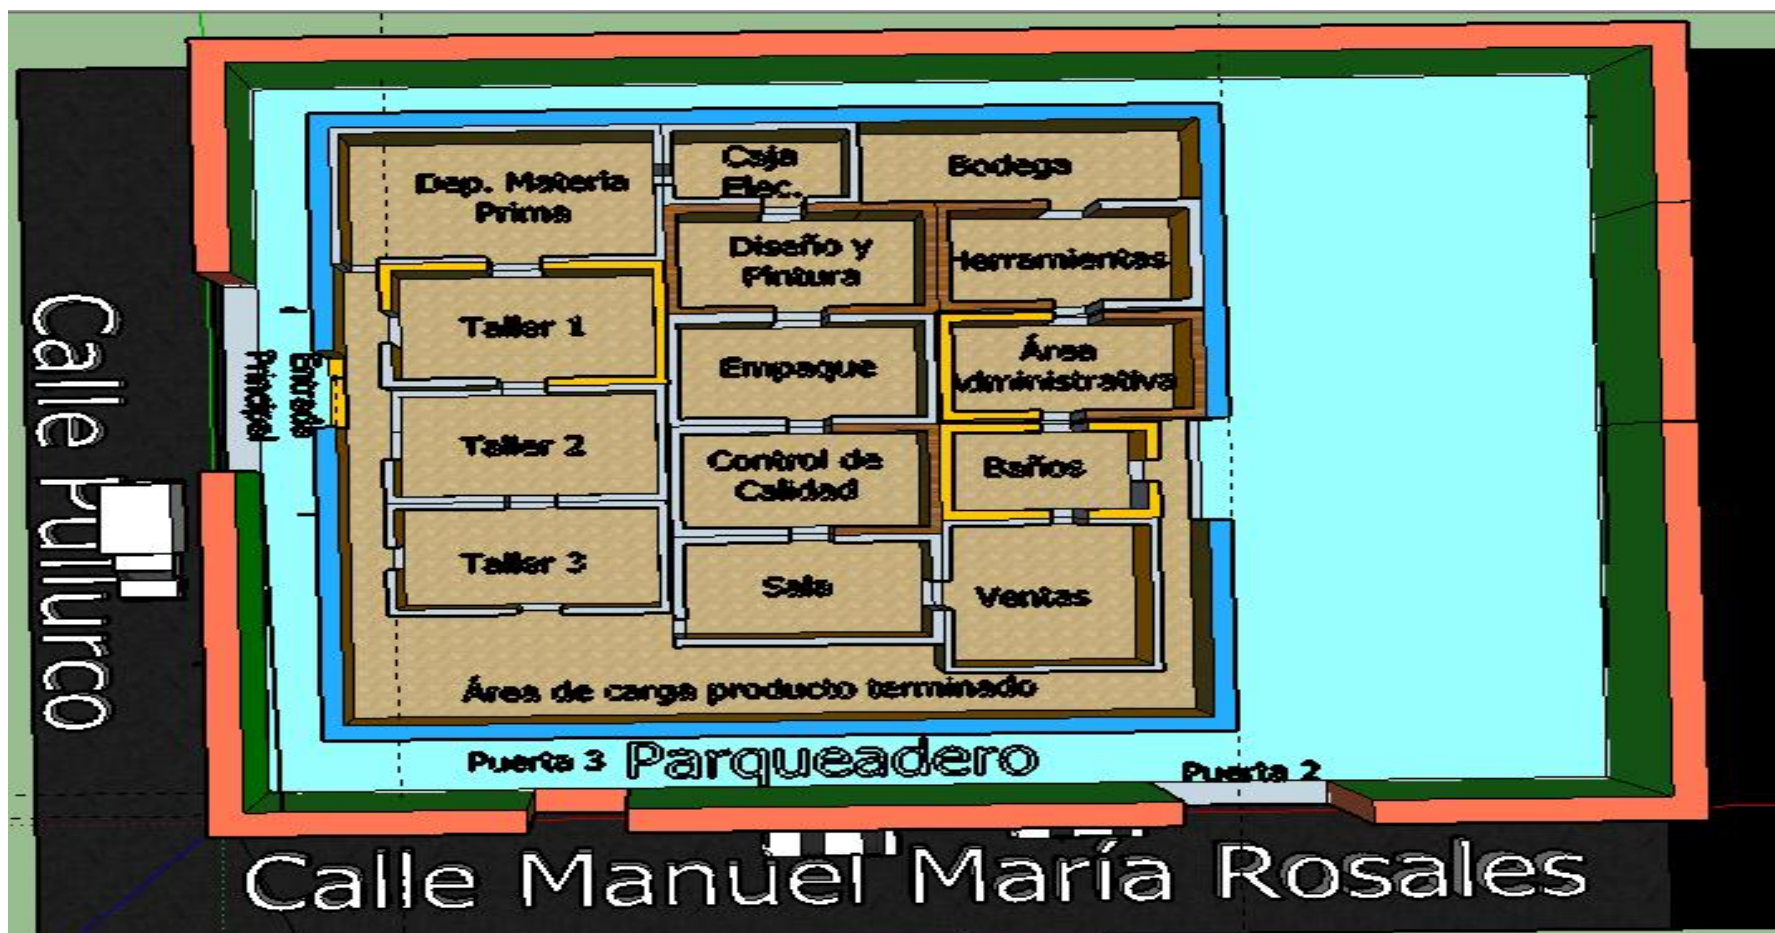 Dep. Materia
Prima
Caja
Elec.
Bodega
Diseño y
Pintura
Herramientas
Taller 1
Empaque
Área
Administrativa
Taller 2
Control de
Calidad
Baños
Taller 3
Sala
Ventas
Área de carga producto terminado
Entrada
Principal
Calle Pullurco
Puerta 3
Parqueadero
Puerta 2
Calle Manuel María Rosales